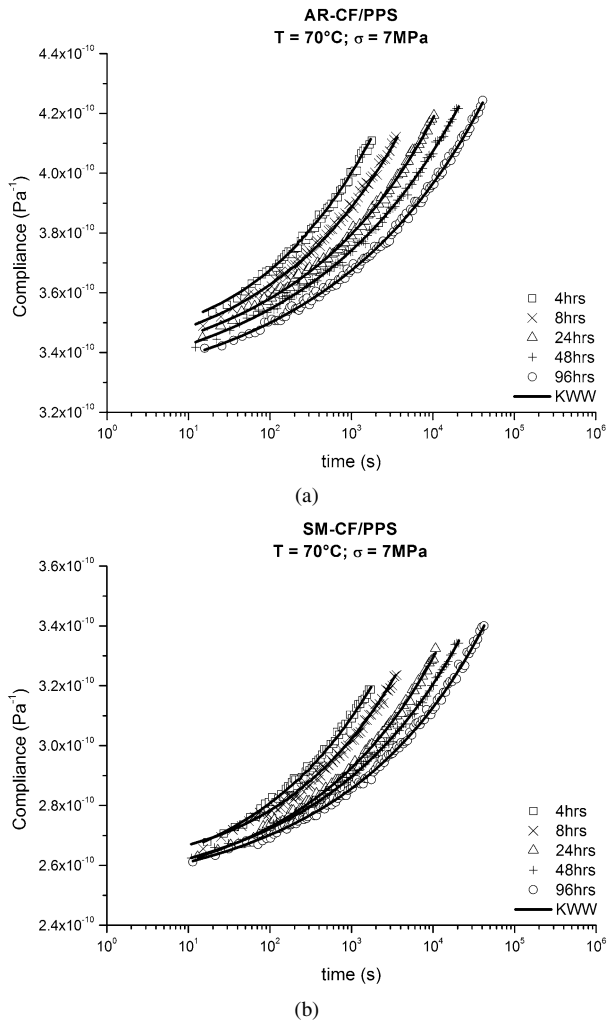 AR-CF/PPS
T = 70°C; σ = 7MPa
4.4x10⁻¹⁰
4.2x10⁻¹⁰
4.0x10⁻¹⁰
3.8x10⁻¹⁰
3.6x10⁻¹⁰
3.4x10⁻¹⁰
3.2x10⁻¹⁰
Compliance (Pa⁻¹)
4hrs
8hrs
24hrs
48hrs
96hrs
KWW
10⁰ 10¹ 10² 10³ 10⁴ 10⁵ 10⁶
time (s)
(a)
SM-CF/PPS
T = 70°C; σ = 7MPa
3.6x10⁻¹⁰
3.4x10⁻¹⁰
3.2x10⁻¹⁰
3.0x10⁻¹⁰
2.8x10⁻¹⁰
2.6x10⁻¹⁰
2.4x10⁻¹⁰
Compliance (Pa⁻¹)
4hrs
8hrs
24hrs
48hrs
96hrs
KWW
10⁰ 10¹ 10² 10³ 10⁴ 10⁵ 10⁶
time (s)
(b)